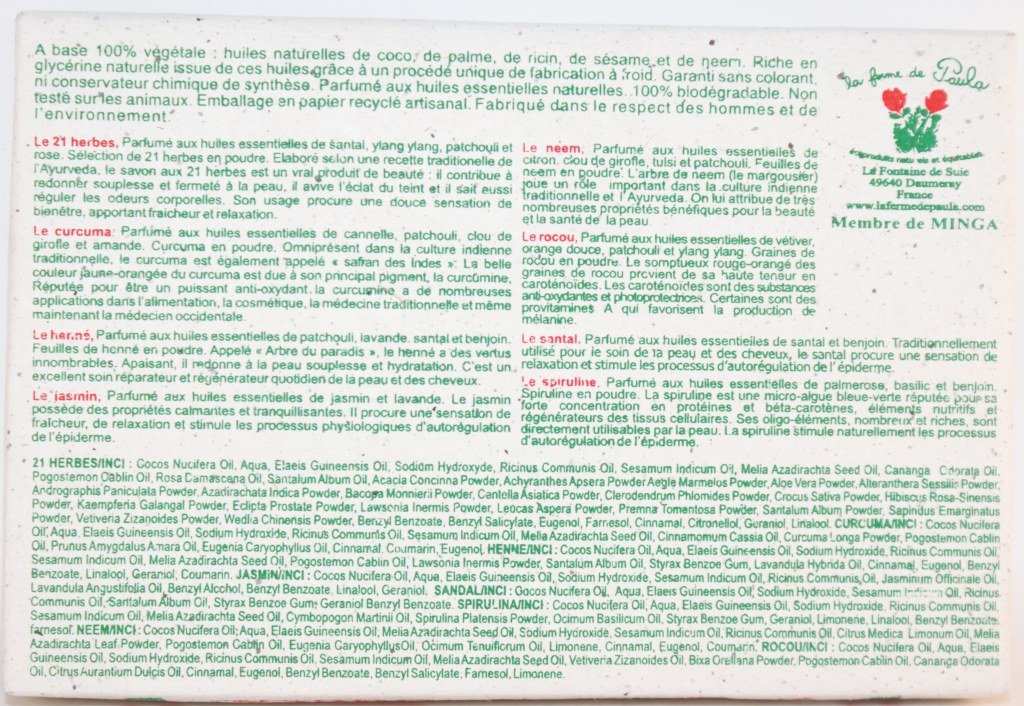 A base 100% végétale : huiles naturelles de coco, de palme, de ricin, de sésame et de neem. Riche en
glycérine naturelle issue de ces huiles grâce à un procédé unique de fabrication à froid. Garanti sans colorant,
ni conservateur chimique de synthèse. Parfumé aux huiles essentielles naturelles. 100% biodégradable. Non
testé sur les animaux. Emballage en papier recyclé artisanal. Fabriqué dans le respect des hommes et de
l'environnement.
la ferme de Paula
écoproduits natu vie et équitables
La Fontaine de Suie
49640 Daumeray
France
www.lafermedepaula.com
Membre de MINGA
Le 21 herbes, Parfumé aux huiles essentielles de santal, ylang ylang, patchouli et
rose. Sélection de 21 herbes en poudre. Elaboré selon une recette traditionelle de
l'Ayurveda, le savon aux 21 herbes est un vrai produit de beauté : il contribue à
redonner souplesse et fermeté à la peau, il avive l'éclat du teint et il sait aussi
réguler les odeurs corporelles. Son usage procure une douce sensation de
bienêtre, apportant fraicheur et relaxation.
Le curcuma, Parfumé aux huiles essentielles de cannelle, patchouli, clou de
girofle et amande. Curcuma en poudre. Omniprésent dans la culture indienne
traditionnelle, le curcuma est également appelé « safran des Indes ». La belle
couleur jaune-orangée du curcuma est due à son principal pigment, la curcumine.
Réputée pour être un puissant anti-oxydant la curcumine a de nombreuses
applications dans l'alimentation, la cosmétique, la médecine traditionnelle et même
maintenant la médecien occidentale.
Le henné, Parfumé aux huiles essentielles de patchouli, lavande, santal et benjoin.
Feuilles de henné en poudre. Appelé « Arbre du paradis », le henné a des vertus
innombrables. Apaisant, il redonne à la peau souplesse et hydratation. C'est un
excellent soin réparateur et régénérateur quotidien de la peau et des cheveux.
Le jasmin, Parfumé aux huiles essentielles de jasmin et lavande. Le jasmin
possède des propriétés calmantes et tranquillisantes. Il procure une sensation de
fraîcheur, de relaxation et stimule les processus physiologiques d'autorégulation
de l'épiderme.
Le neem, Parfumé aux huiles essentielles de
citron, clou de girofle, tulsi et patchouli. Feuilles de
neem en poudre. L'arbre de neem (le margousier)
joue un rôle important dans la culture indienne
traditionnelle et l'Ayurveda. On lui attribue de très
nombreuses propriétés bénéfiques pour la beauté
et la santé de la peau
Le rocou, Parfumé aux huiles essentielles de vétiver,
orange douce, patchouli et ylang ylang. Graines de
rocou en poudre. Le somptueux rouge-orangé des
graines de rocou provient de sa haute teneur en
caroténoïdes. Les caroténoïdes sont des substances
anti-oxydantes et photoprotectrices. Certaines sont des
provitamines A qui favorisent la production de
mélanine.
Le santal, Parfumé aux huiles essentielles de santal et benjoin. Traditionnellement
utilisé pour le soin de la peau et des cheveux, le santal procure une sensation de
relaxation et stimule les processus d'autorégulation de l'épiderme.
Le spiruline, Parfumé aux huiles essentielles de palmerose, basilic et benjoin.
Spiruline en poudre. La spiruline est une micro-algue bleue-verte réputée pour sa
forte concentration en protéines et béta-carotènes, éléments nutritifs et
régénérateurs des tissus cellulaires. Ses oligo-éléments, nombreux et riches, sont
directement utilisables par la peau. La spiruline stimule naturellement les processus
d'autorégulation de l'épiderme.
21 HERBES/INCI : Cocos Nucifera Oil, Aqua, Elaeis Guineensis Oil, Sodium Hydroxyde, Ricinus Communis Oil, Sesamum Indicum Oil, Melia Azadirachta Seed Oil, Cananga Odorata Oil,
Pogostemon Cablin Oil, Rosa Damascena Oil, Santalum Album Oil, Acacia Concinna Powder, Achyranthes Apsera Powder Aegle Marmelos Powder, Aloe Vera Powder, Alteranthera Sessilis Powder,
Andrographis Paniculata Powder, Azadirachata Indica Powder, Bacopa Monnierii Powder, Centella Asiatica Powder, Clerodendrum Phlomides Powder, Crocus Sativa Powder, Hibiscus Rosa-Sinensis
Powder, Kaempferia Galangal Powder, Eclipta Prostate Powder, Lawsonia Inermis Powder, Leucas Aspera Powder, Premna Tomentosa Powder, Santalum Album Powder, Sapindus Emarginatus
Powder, Vetiveria Zizanoides Powder, Wedlia Chinensis Powder, Benzyl Benzoate, Benzyl Salicylate, Eugenol, Farnesol, Cinnamal, Citronellol, Geraniol, Linalool. CURCUMA/INCI : Cocos Nucifera
Oil, Aqua, Elaeis Guineensis Oil, Sodium Hydroxide, Ricinus Communis Oil, Sesamum Indicum Oil, Melia Azadirachta Seed Oil, Cinnamomum Cassia Oil, Curcuma Longa Powder, Pogostemon Cablin
Oil, Prunus Amygdalus Amara Oil, Eugenia Caryophyllus Oil, Cinnamal, Coumarin, Eugenol. HENNE/INCI : Cocos Nucifera Oil, Aqua, Elaeis Guineensis Oil, Sodium Hydroxide, Ricinus Communis Oil,
Sesamum Indicum Oil, Melia Azadirachta Seed Oil, Pogostemon Cablin Oil, Lawsonia Inermis Powder, Santalum Album Oil, Styrax Benzoe Gum, Lavandula Hybrida Oil, Cinnamal, Eugenol, Benzyl
Benzoate, Linalool, Geraniol, Coumarin. JASMIN/INCI : Cocos Nucifera Oil, Aqua, Elaeis Guineensis Oil, Sodium Hydroxide, Sesamum Indicum Oil, Ricinus Communis Oil, Jasminum Officinale Oil,
Lavandula Angustifolia Oil, Benzyl Alcohol, Benzyl Benzoate, Linalool, Geraniol. SANDAL/INCI : Cocos Nucifera Oil, Aqua, Elaeis Guineensis Oil, Sodium Hydroxide, Sesamum Indicum Oil, Ricinus
Communis Oil, Santalum Album Oil, Styrax Benzoe Gum, Geraniol Benzyl Benzoate. SPIRULINA/INCI : Cocos Nucifera Oil, Aqua, Elaeis Guineensis Oil, Sodium Hydroxide, Ricinus Communis Oil,
Sesamum Indicum Oil, Melia Azadirachta Seed Oil, Cymbopogon Martinii Oil, Spirulina Platensis Powder, Ocimum Basilicum Oil, Styrax Benzoe Gum, Geraniol, Limonene, Linalool, Benzyl Benzoate,
farnesol. NEEM/INCI : Cocos Nucifera Oil, Aqua, Elaeis Guineensis Oil, Melia Azadirachta Seed Oil, Sodium Hydroxide, Sesamum Indicum Oil, Ricinus Communis Oil, Citrus Medica Limonum Oil, Melia
Azadirachta Leaf Powder, Pogostemon Cablin Oil, Eugenia Caryophyllus Oil, Ocimum Tenuiflorum Oil, Limonene, Cinnamal, Eugenol, Coumarin. ROCOU/INCI : Cocos Nucifera Oil, Aqua, Elaeis
Guineensis Oil, Sodium Hydroxide, Ricinus Communis Oil, Sesamum Indicum Oil, Melia Azadirachta Seed Oil, Vetiveria Zizanoides Oil, Bixa Orellana Powder, Pogostemon Cablin Oil, Cananga Odorata
Oil, Citrus Aurantium Dulcis Oil, Cinamal, Eugenol, Benzyl Benzoate, Benzyl Salicylate, Farnesol, Limonene.